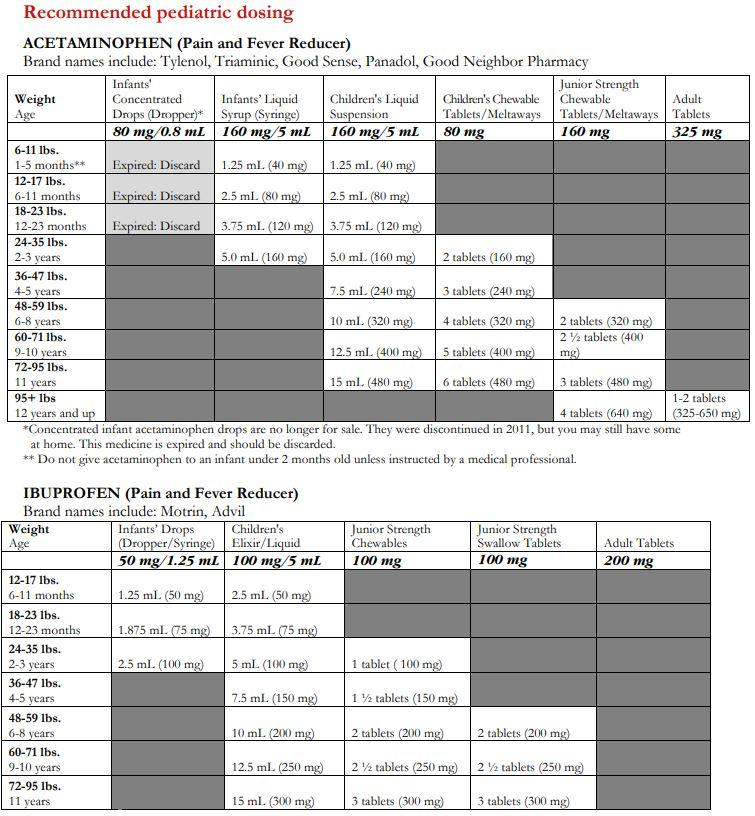 Recommended pediatric dosing
ACETAMINOPHEN (Pain and Fever Reducer)
Brand names include: Tylenol, Triaminic, Good Sense, Panadol, Good Neighbor Pharmacy
Weight
Age
Infants'
Concentrated
Drops (Dropper)*
Infants' Liquid
Syrup (Syringe)
Children's Liquid
Suspension
Children's Chewable
Tablets/Meltaways
Junior Strength
Chewable
Tablets/Meltaways
Adult
Tablets
80 mg/0.8 mL 160 mg/5 mL 160 mg/5 mL 80 mg 160 mg 325 mg
6-11 lbs.
1-5 months** Expired: Discard 1.25 mL (40 mg) 1.25 mL (40 mg)
12-17 lbs.
6-11 months Expired: Discard 2.5 mL (80 mg) 2.5 mL (80 mg)
18-23 lbs.
12-23 months Expired: Discard 3.75 mL (120 mg) 3.75 mL (120 mg)
24-35 lbs.
2-3 years 5.0 mL (160 mg) 5.0 mL (160 mg) 2 tablets (160 mg)
36-47 lbs.
4-5 years 7.5 mL (240 mg) 3 tablets (240 mg)
48-59 lbs.
6-8 years 10 mL (320 mg) 4 tablets (320 mg) 2 tablets (320 mg)
60-71 lbs.
9-10 years 12.5 mL (400 mg) 5 tablets (400 mg) 2 ½ tablets (400
mg)
72-95 lbs.
11 years 15 mL (480 mg) 6 tablets (480 mg) 3 tablets (480 mg)
95+ lbs
12 years and up 4 tablets (640 mg) 1-2 tablets
(325-650 mg)
*Concentrated infant acetaminophen drops are no longer for sale. They were discontinued in 2011, but you may still have some
at home. This medicine is expired and should be discarded.
** Do not give acetaminophen to an infant under 2 months old unless instructed by a medical professional.
IBUPROFEN (Pain and Fever Reducer)
Brand names include: Motrin, Advil
Weight
Age
Infants' Drops
(Dropper/Syringe)
Children's
Elixir/Liquid
Junior Strength
Chewables
Junior Strength
Swallow Tablets
Adult Tablets
50 mg/1.25 mL 100 mg/5 mL 100 mg 100 mg 200 mg
12-17 lbs.
6-11 months 1.25 mL (50 mg) 2.5 mL (50 mg)
18-23 lbs.
12-23 months 1.875 mL (75 mg) 3.75 mL (75 mg)
24-35 lbs.
2-3 years 2.5 mL (100 mg) 5 mL (100 mg) 1 tablet ( 100 mg)
36-47 lbs.
4-5 years 7.5 mL (150 mg) 1 ½ tablets (150 mg)
48-59 lbs.
6-8 years 10 mL (200 mg) 2 tablets (200 mg) 2 tablets (200 mg)
60-71 lbs.
9-10 years 12.5 mL (250 mg) 2 ½ tablets (250 mg) 2 ½ tablets (250 mg)
72-95 lbs.
11 years 15 mL (300 mg) 3 tablets (300 mg) 3 tablets (300 mg)